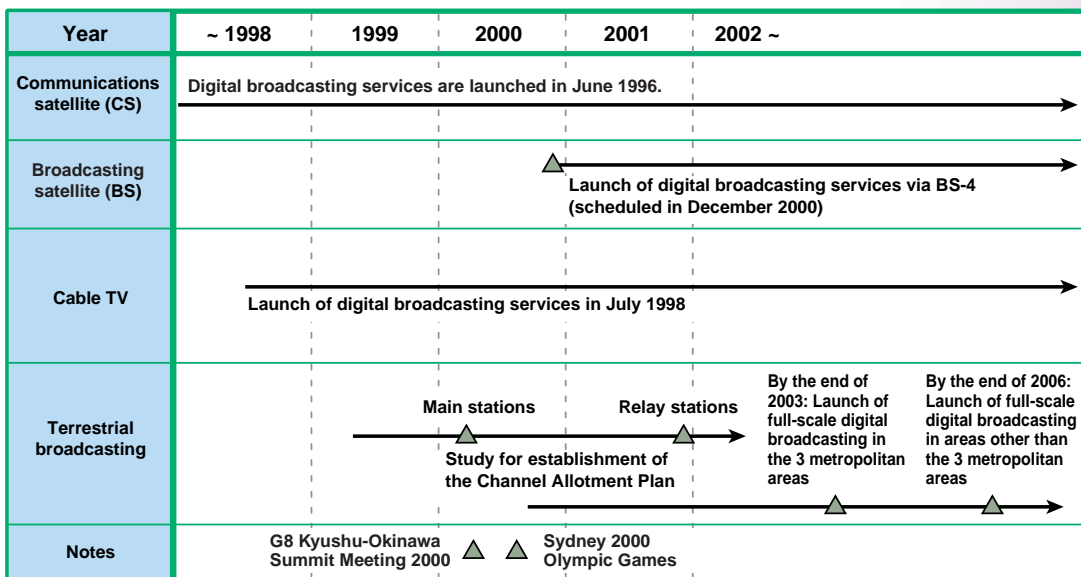 Year
~ 1998
1999
2000
2001
2002 ~
Communications
satellite (CS)
Digital broadcasting services are launched in June 1996.
Broadcasting
satellite (BS)
Launch of digital broadcasting services via BS-4
(scheduled in December 2000)
Cable TV
Launch of digital broadcasting services in July 1998
Terrestrial
broadcasting
Main stations
Relay stations
Study for establishment of
the Channel Allotment Plan
By the end of
2003: Launch of
full-scale digital
broadcasting in
the 3 metropolitan
areas
By the end of 2006:
Launch of full-scale
digital broadcasting
in areas other than
the 3 metropolitan
areas
Notes
G8 Kyushu-Okinawa
Summit Meeting 2000
Sydney 2000
Olympic Games